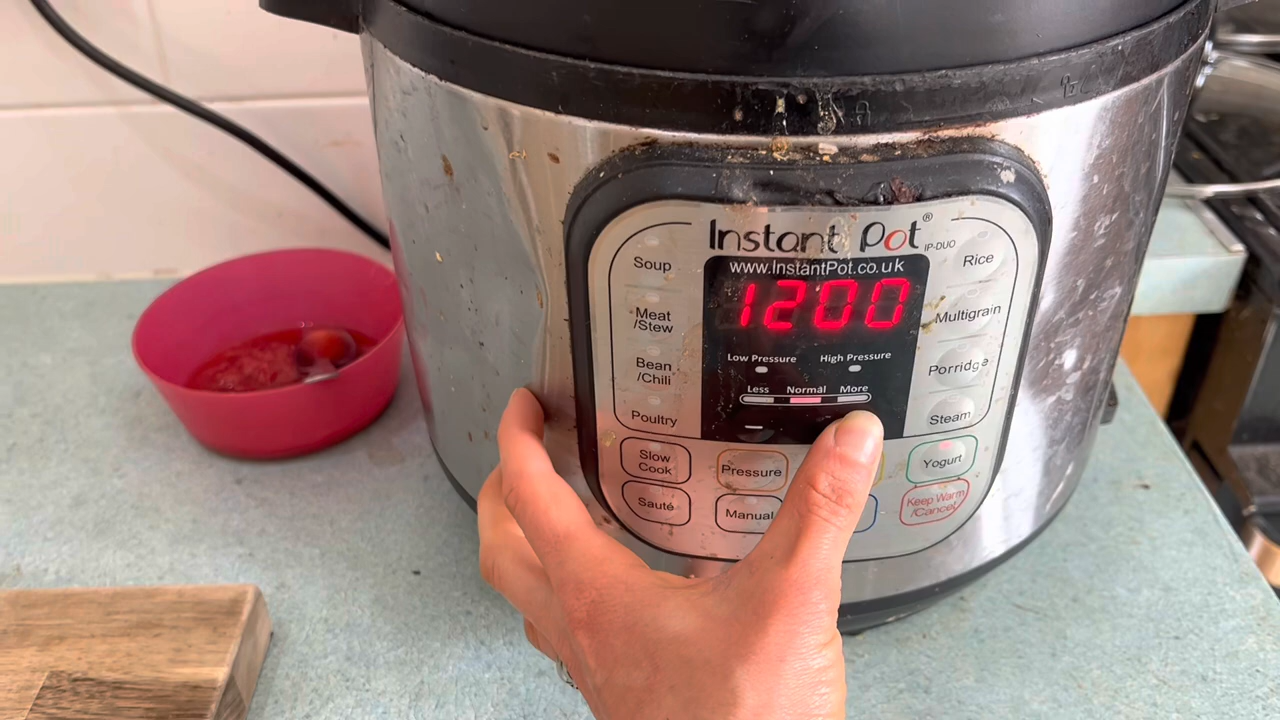 Instant Pot®
IP-DUO
www.InstantPot.co.uk
1200
Low Pressure
High Pressure
Less
Normal
More
Soup
Meat
/Stew
Bean
/Chili
Poultry
Rice
Multigrain
Porridge
Steam
Slow
Cook
Pressure
Yogurt
Sauté
Manual
Keep Warm
/Cancel